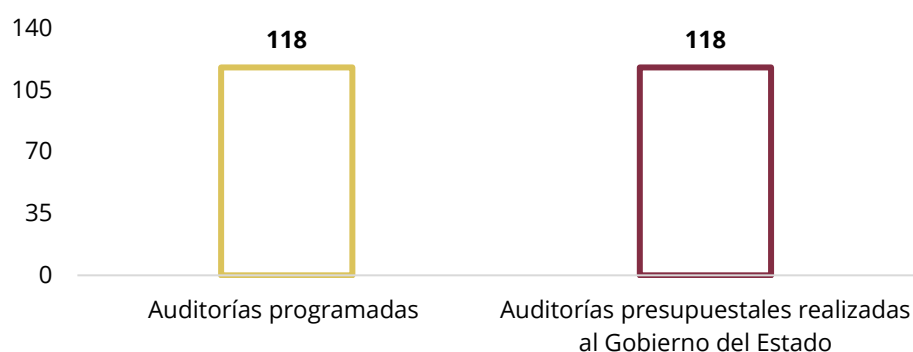 140
118
118
105
70
35
0
Auditorías programadas
Auditorías presupuestales realizadas
al Gobierno del Estado